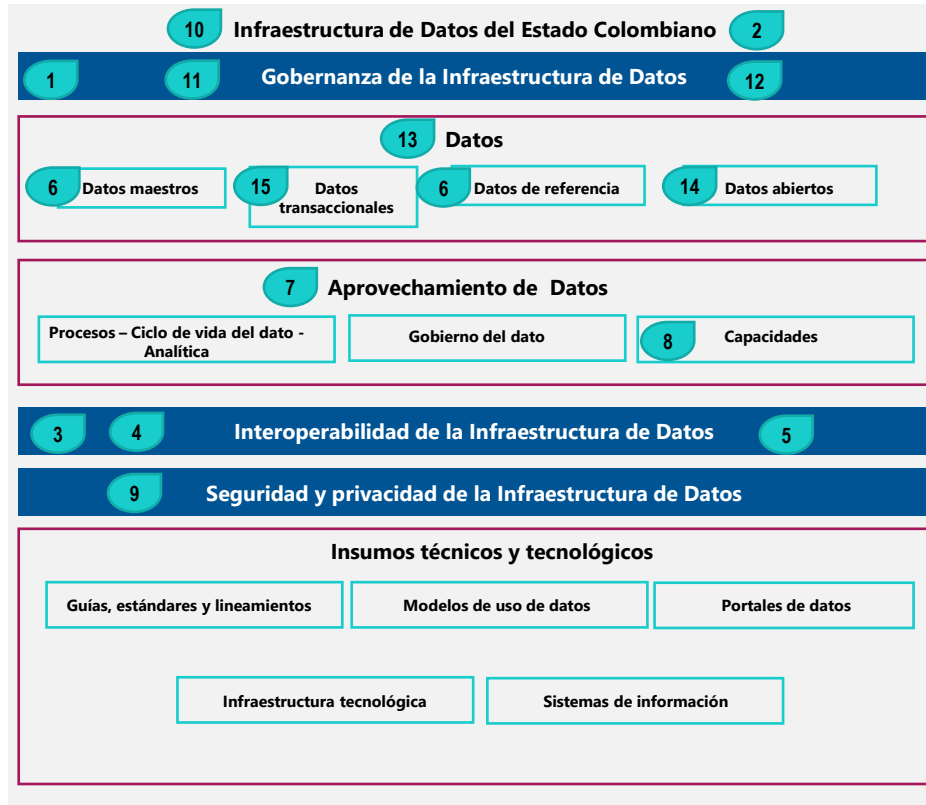 10 Infraestructura de Datos del Estado Colombiano 2
1 11 Gobernanza de la Infraestructura de Datos 12
13 Datos
6 Datos maestros
15 Datos
transaccionales
6 Datos de referencia
14 Datos abiertos
7 Aprovechamiento de Datos
Procesos – Ciclo de vida del dato -
Analítica
Gobierno del dato
8 Capacidades
3 4 Interoperabilidad de la Infraestructura de Datos 5
9 Seguridad y privacidad de la Infraestructura de Datos
Insumos técnicos y tecnológicos
Guías, estándares y lineamientos
Modelos de uso de datos
Portales de datos
Infraestructura tecnológica
Sistemas de información